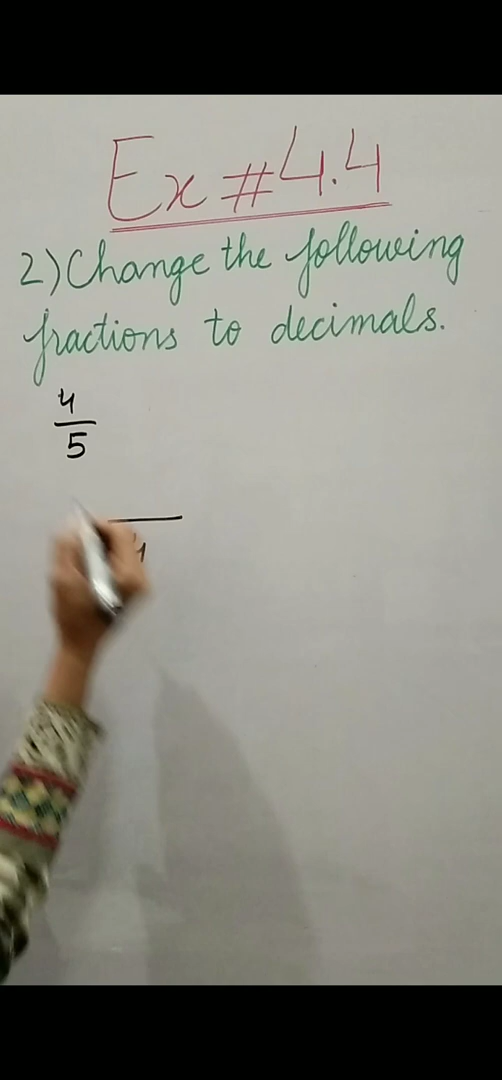 Ex #4.4
2) Change the following
fractions to decimals.
4
5